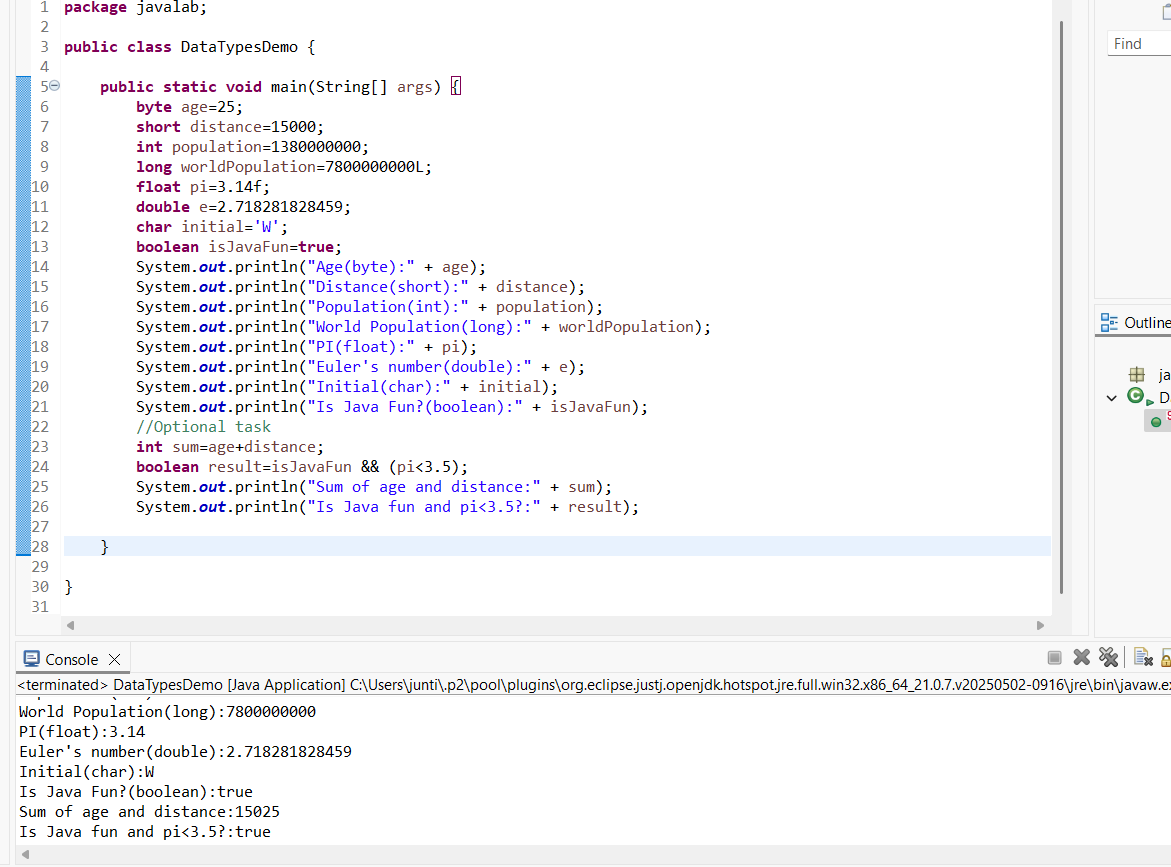 1 package javalab;
2
3 public class DataTypesDemo {
4
5 public static void main(String[] args) {
6 byte age=25;
7 short distance=15000;
8 int population=1380000000;
9 long worldPopulation=7800000000L;
10 float pi=3.14f;
11 double e=2.718281828459;
12 char initial='W';
13 boolean isJavaFun=true;
14 System.out.println("Age(byte):" + age);
15 System.out.println("Distance(short):" + distance);
16 System.out.println("Population(int):" + population);
17 System.out.println("World Population(long):" + worldPopulation);
18 System.out.println("PI(float):" + pi);
19 System.out.println("Euler's number(double):" + e);
20 System.out.println("Initial(char):" + initial);
21 System.out.println("Is Java Fun?(boolean):" + isJavaFun);
22 //Optional task
23 int sum=age+distance;
24 boolean result=isJavaFun && (pi<3.5);
25 System.out.println("Sum of age and distance:" + sum);
26 System.out.println("Is Java fun and pi<3.5?:" + result);
27
28 }
29
30 }
31
Find
Outline
ja
D
Console
<terminated> DataTypesDemo [Java Application] C:\Users\junti\.p2\pool\plugins\org.eclipse.justj.openjdk.hotspot.jre.full.win32.x86_64_21.0.7.v20250502-0916\jre\bin\javaw.ex
World Population(long):7800000000
PI(float):3.14
Euler's number(double):2.718281828459
Initial(char):W
Is Java Fun?(boolean):true
Sum of age and distance:15025
Is Java fun and pi<3.5?:true